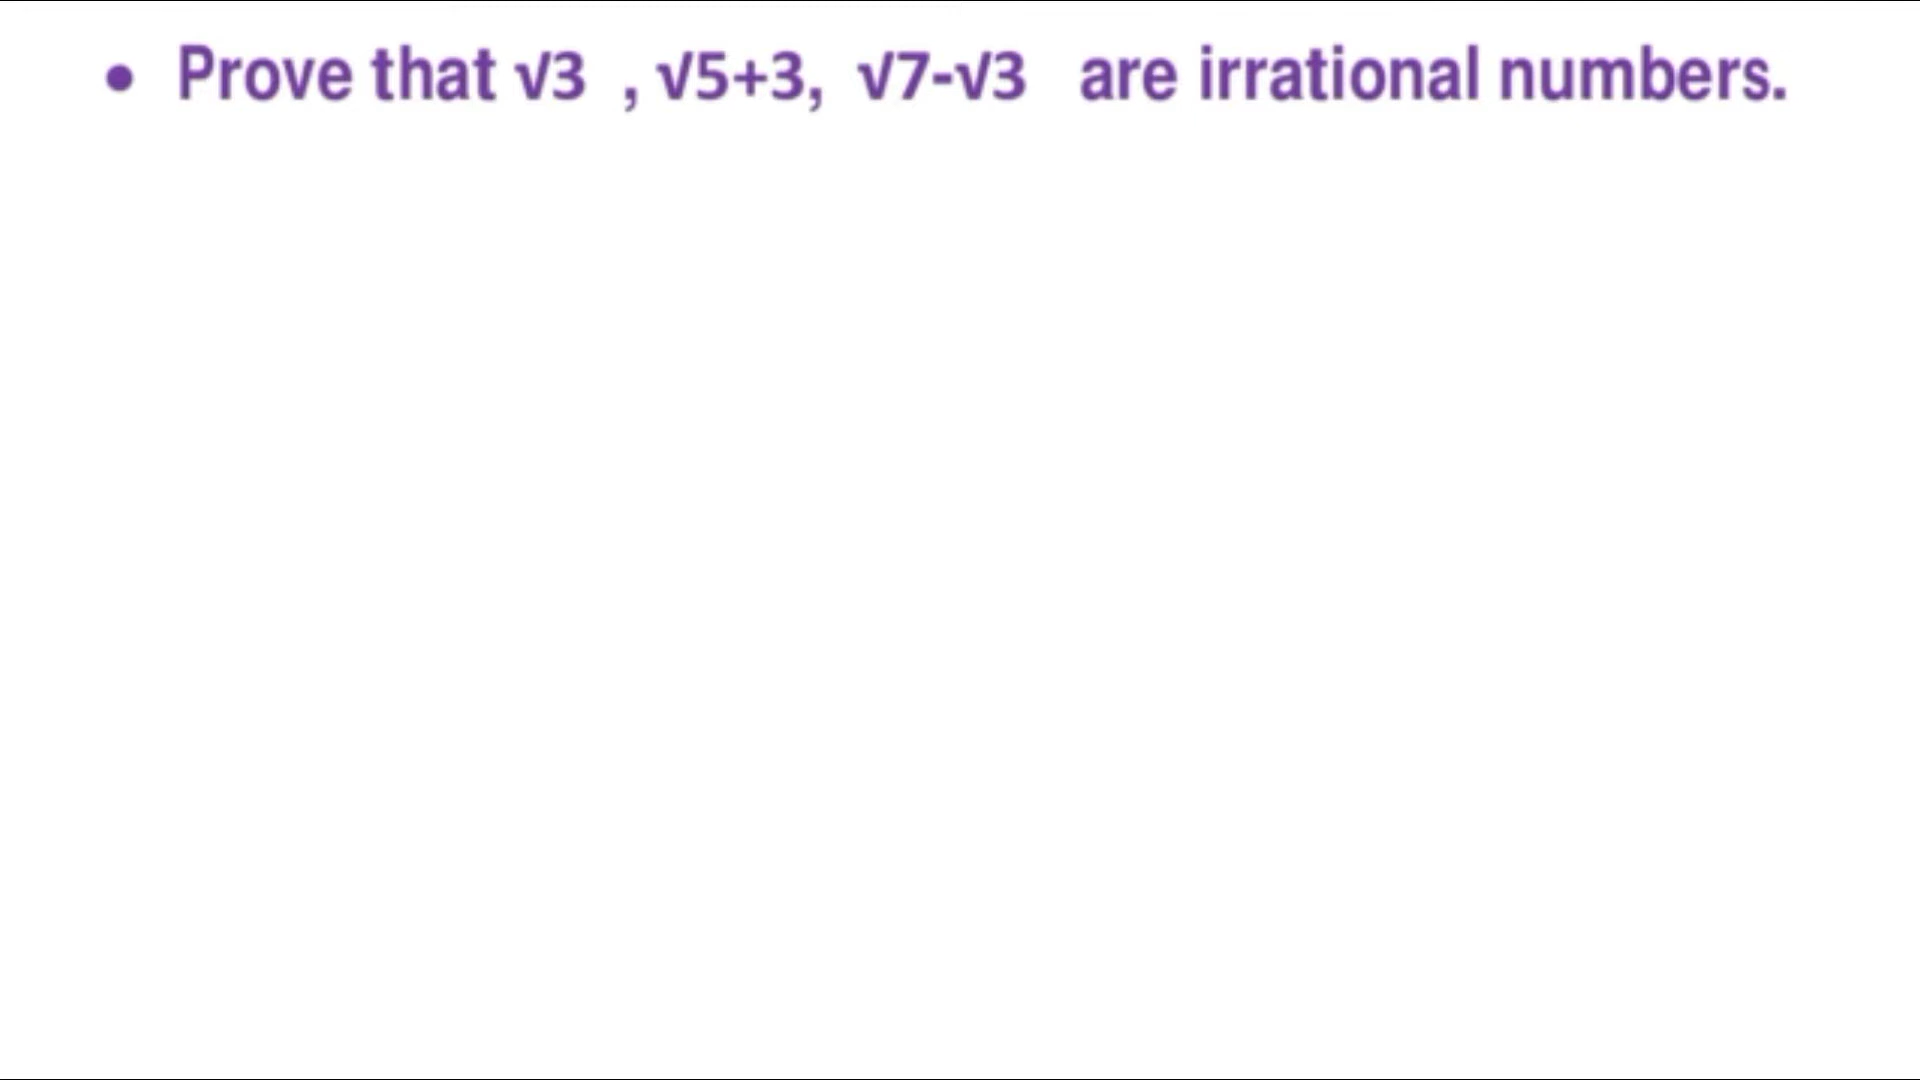 • Prove that √3 , √5+3, √7-√3 are irrational numbers.